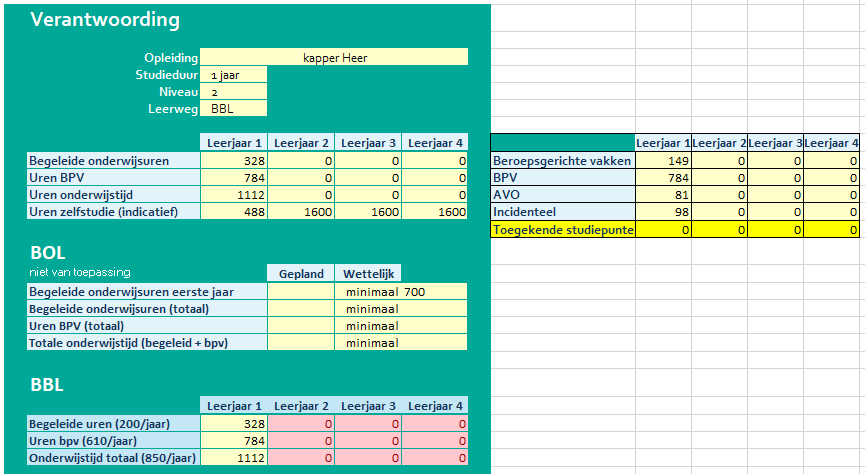 Verantwoording
Opleiding kapper Heer
Studieduur 1 jaar
Niveau 2
Leerweg BBL
Leerjaar 1 Leerjaar 2 Leerjaar 3 Leerjaar 4
Begeleide onderwijsuren 328 0 0 0
Uren BPV 784 0 0 0
Uren onderwijstijd 1112 0 0 0
Uren zelfstudie (indicatief) 488 1600 1600 1600
Leerjaar 1 Leerjaar 2 Leerjaar 3 Leerjaar 4
Beroepsgerichte vakken 149 0 0 0
BPV 784 0 0 0
AVO 81 0 0 0
Incidenteel 98 0 0 0
Toegekende studiepunte 0 0 0 0
BOL
niet van toepassing
Gepland Wettelijk
Begeleide onderwijsuren eerste jaar minimaal 700
Begeleide onderwijsuren (totaal) minimaal
Uren BPV (totaal) minimaal
Totale onderwijstijd (begeleid + bpv) minimaal
BBL
Leerjaar 1 Leerjaar 2 Leerjaar 3 Leerjaar 4
Begeleide uren (200/jaar) 328 0 0 0
Uren bpv (610/jaar) 784 0 0 0
Onderwijstijd totaal (850/jaar) 1112 0 0 0